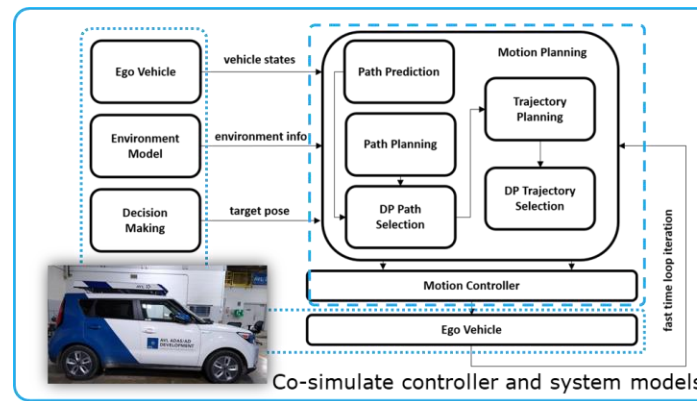 Ego Vehicle
vehicle states
Environment
Model
environment info
Decision
Making
target pose
Motion Planning
Path Prediction
Path Planning
DP Path
Selection
Trajectory
Planning
DP Trajectory
Selection
Motion Controller
Ego Vehicle
fast time loop iteration
AVL ADAS/AD
DEVELOPMENT
Co-simulate controller and system models